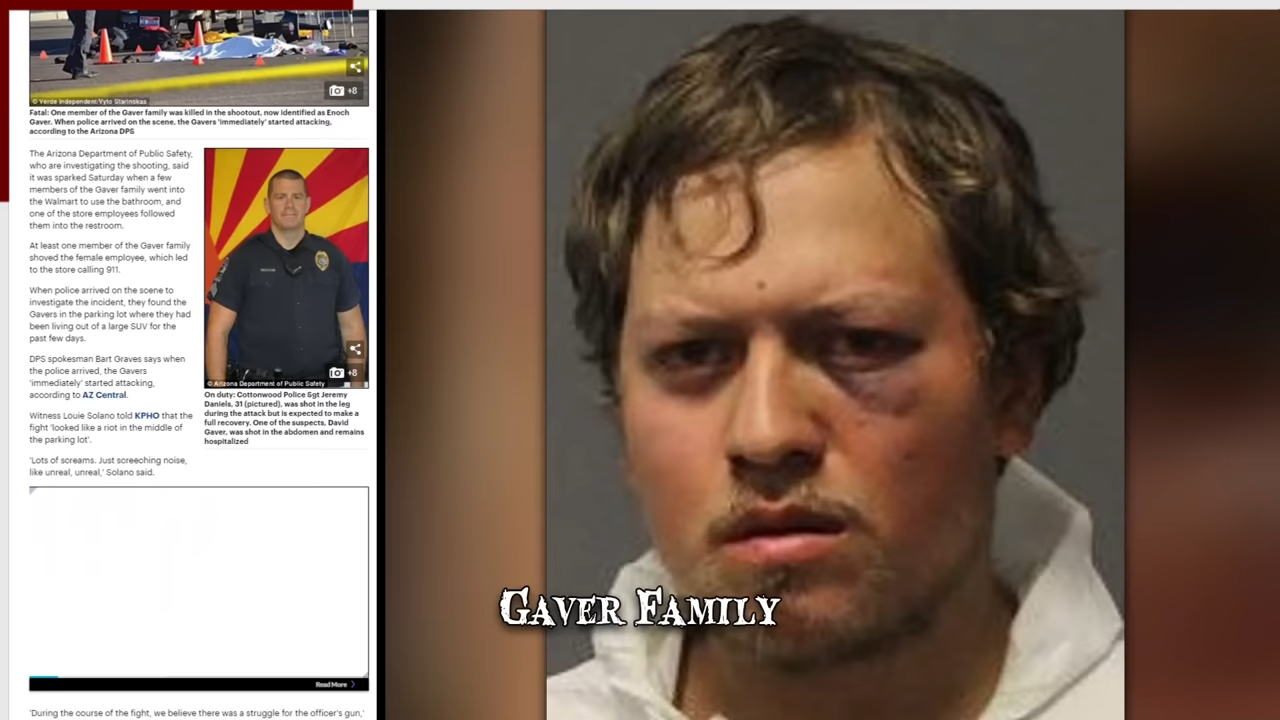 +8
© Verde Independent/Vyto Starinskas
Fatal: One member of the Gaver family was killed in the shootout, now identified as Enoch
Gaver. When police arrived on the scene, the Gavers 'immediately' started attacking,
according to the Arizona DPS
The Arizona Department of Public Safety,
who are investigating the shooting, said
it was sparked Saturday when a few
members of the Gaver family went into
the Walmart to use the bathroom, and
one of the store employees followed
them into the restroom.
At least one member of the Gaver family
shoved the female employee, which led
to the store calling 911.
When police arrived on the scene to
investigate the incident, they found the
Gavers in the parking lot where they had
been living out of a large SUV for the
past few days.
DPS spokesman Bart Graves says when
the police arrived, the Gavers
'immediately' started attacking,
according to AZ Central.
Witness Louie Solano told KPHO that the
fight 'looked like a riot in the middle of
the parking lot'.
'Lots of screams. Just screeching noise,
like unreal, unreal,' Solano said.
+8
© Arizona Department of Public Safety
On duty: Cottonwood Police Sgt Jeremy
Daniels, 31 (pictured), was shot in the leg
during the attack but is expected to make a
full recovery. One of the suspects, David
Gaver, was shot in the abdomen and remains
hospitalized
Read More
'During the course of the fight, we believe there was a struggle for the officer's gun,'
GAVER FAMILY